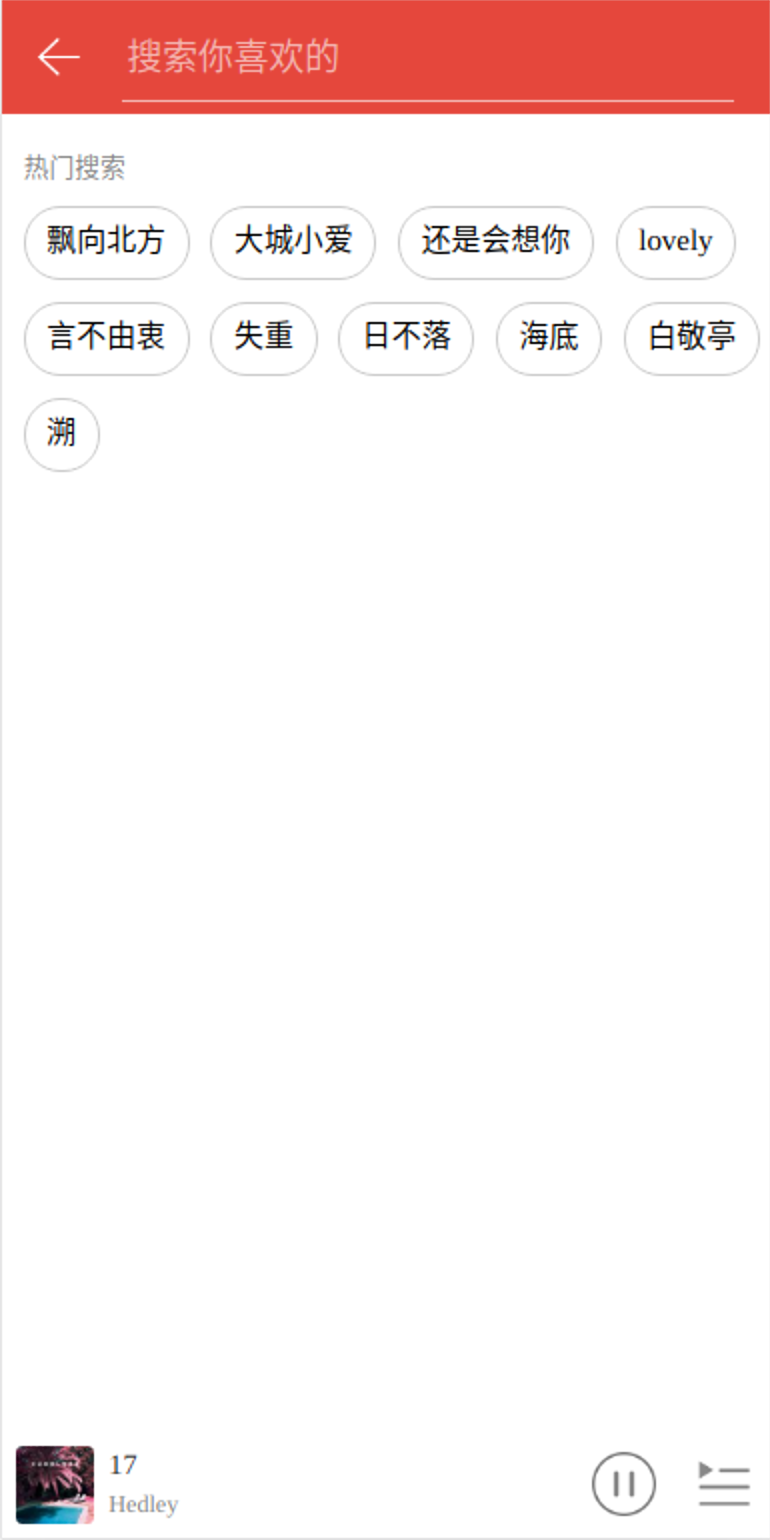 搜索你喜欢的
热门搜索
飘向北方 大城小爱 还是会想你 lovely
言不由衷 失重 日不落 海底 白敬亭
溯
17
Hedley